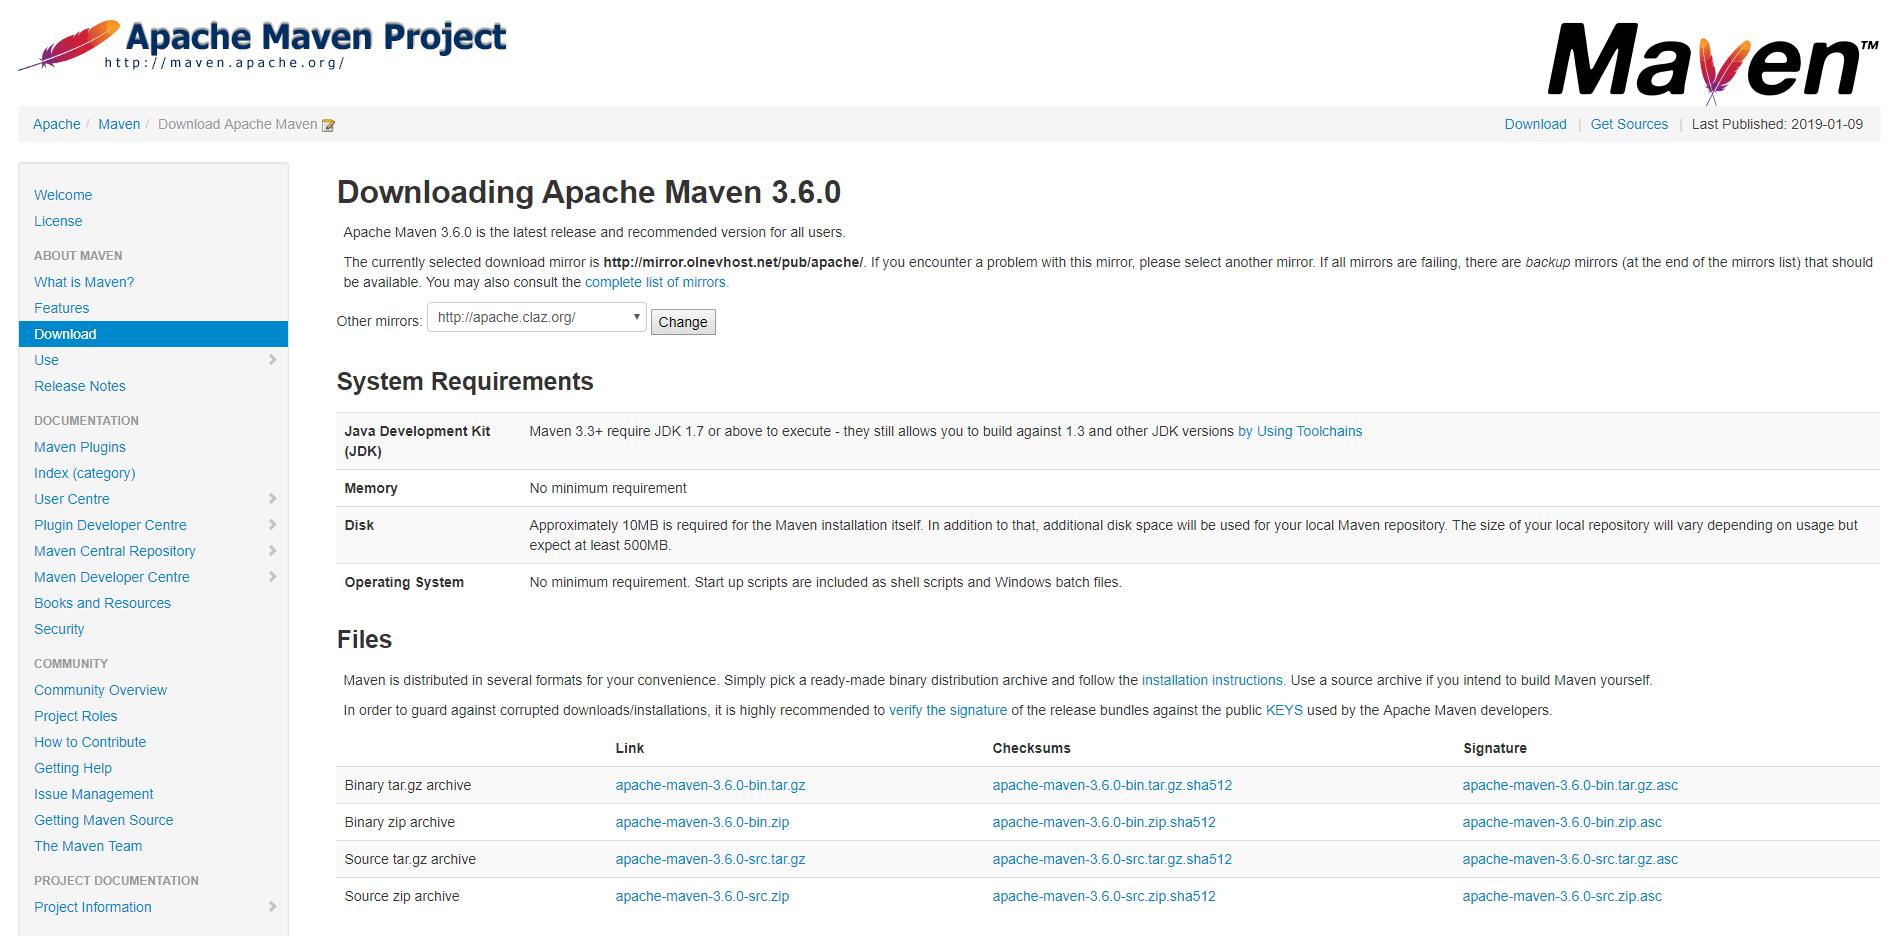 Apache Maven Project
http://maven.apache.org/
Maven™
Apache / Maven / Download Apache Maven
Download | Get Sources | Last Published: 2019-01-09
Welcome
License
ABOUT MAVEN
What is Maven?
Features
Download
Use
Release Notes
DOCUMENTATION
Maven Plugins
Index (category)
User Centre
Plugin Developer Centre
Maven Central Repository
Maven Developer Centre
Books and Resources
Security
COMMUNITY
Community Overview
Project Roles
How to Contribute
Getting Help
Issue Management
Getting Maven Source
The Maven Team
PROJECT DOCUMENTATION
Project Information
Downloading Apache Maven 3.6.0
Apache Maven 3.6.0 is the latest release and recommended version for all users.
The currently selected download mirror is http://mirror.olnevhost.net/pub/apache/. If you encounter a problem with this mirror, please select another mirror. If all mirrors are failing, there are backup mirrors (at the end of the mirrors list) that should
be available. You may also consult the complete list of mirrors.
Other mirrors: http://apache.claz.org/ Change
System Requirements
Java Development Kit Maven 3.3+ require JDK 1.7 or above to execute - they still allows you to build against 1.3 and other JDK versions by Using Toolchains
(JDK)
Memory No minimum requirement
Disk Approximately 10MB is required for the Maven installation itself. In addition to that, additional disk space will be used for your local Maven repository. The size of your local repository will vary depending on usage but
expect at least 500MB.
Operating System No minimum requirement. Start up scripts are included as shell scripts and Windows batch files.
Files
Maven is distributed in several formats for your convenience. Simply pick a ready-made binary distribution archive and follow the installation instructions. Use a source archive if you intend to build Maven yourself.
In order to guard against corrupted downloads/installations, it is highly recommended to verify the signature of the release bundles against the public KEYS used by the Apache Maven developers.
Link Checksums Signature
Binary tar.gz archive apache-maven-3.6.0-bin.tar.gz apache-maven-3.6.0-bin.tar.gz.sha512 apache-maven-3.6.0-bin.tar.gz.asc
Binary zip archive apache-maven-3.6.0-bin.zip apache-maven-3.6.0-bin.zip.sha512 apache-maven-3.6.0-bin.zip.asc
Source tar.gz archive apache-maven-3.6.0-src.tar.gz apache-maven-3.6.0-src.tar.gz.sha512 apache-maven-3.6.0-src.tar.gz.asc
Source zip archive apache-maven-3.6.0-src.zip apache-maven-3.6.0-src.zip.sha512 apache-maven-3.6.0-src.zip.asc